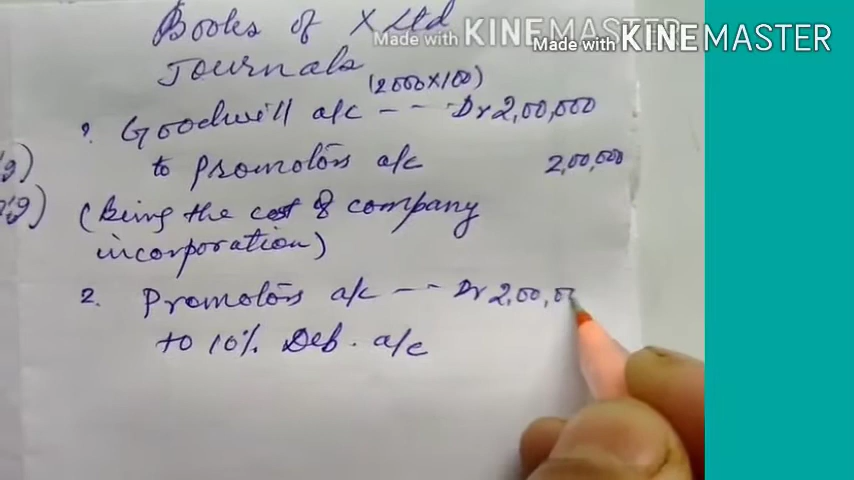 Books of X Ltd
Made with KINEMASTER
Made with KINEMASTER
Journals
(2000×100)
1. Goodwill a/c --- Dr 2,00,000
to promotors a/c 2,00,000
(Being the cost of company
incorporation)
2. Promotors a/c --- Dr 2,00,00
to 10% Deb. a/c